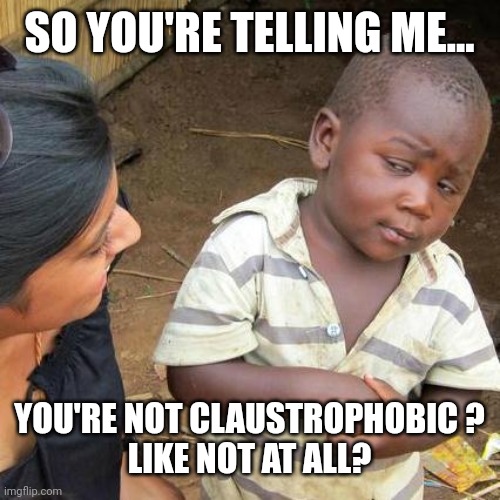 SO YOU'RE TELLING ME...
YOU'RE NOT CLAUSTROPHOBIC ?
LIKE NOT AT ALL?
imgflip.com